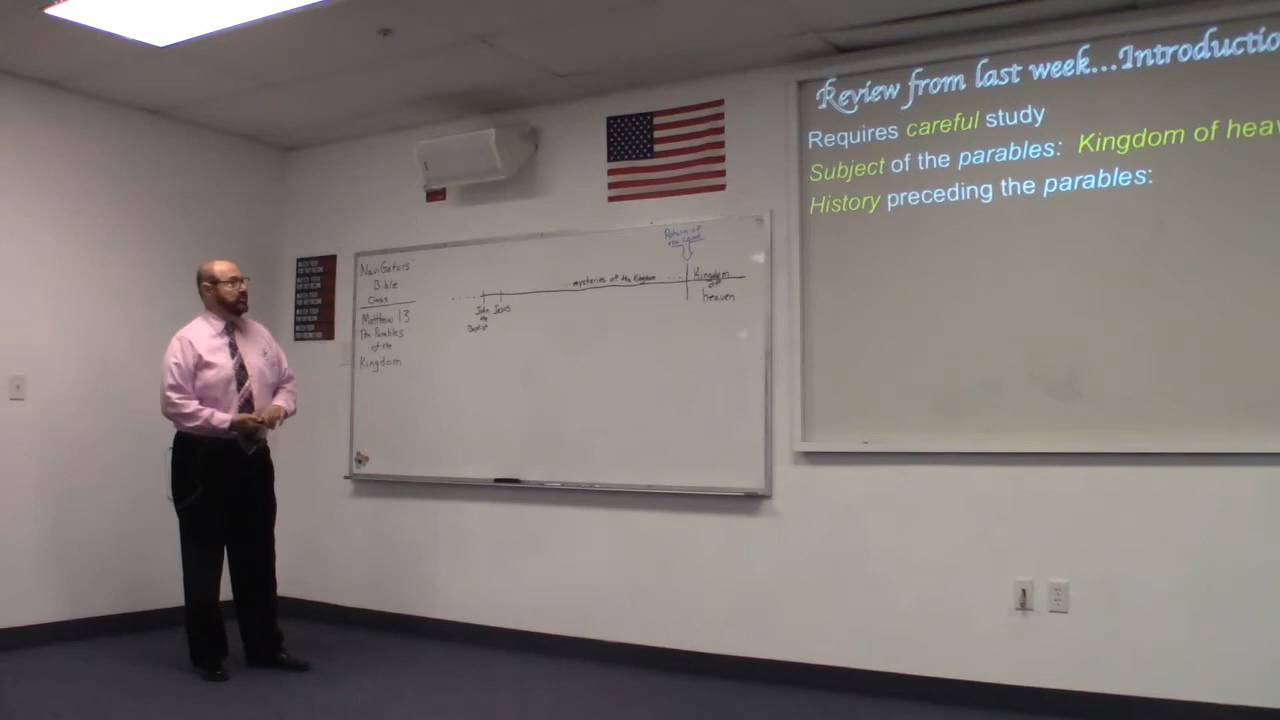 Review from last week...Introductio
Requires careful study
Subject of the parables: Kingdom of hea
History preceding the parables:
NaviGators
Bible
Class
Matthew 13
The Parables
of the
Kingdom
Return of
the Lord
mysteries of the Kingdom ...
Kingdom
of
heaven
John Jesus
the
Baptist